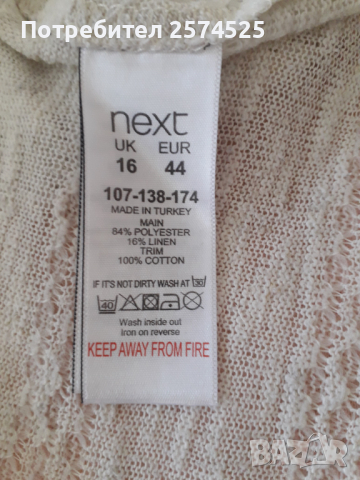 Потребител 2574525
next
UK EUR
16 44
107-138-174
MADE IN TURKEY
MAIN
84% POLYESTER
16% LINEN
TRIM
100% COTTON
IF IT'S NOT DIRTY WASH AT 30
40
Wash inside out
Iron on reverse
KEEP AWAY FROM FIRE
BAZAR